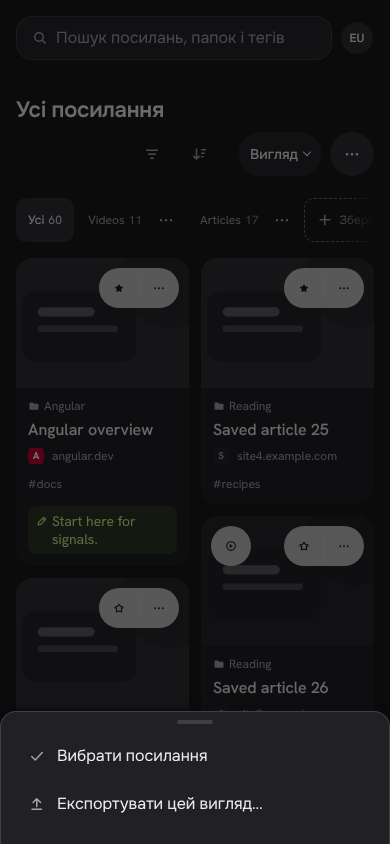 Пошук посилань, папок і тегів
EU
Усі посилання
Вигляд
Усі 60
Videos 11
Articles 17
Angular
Angular overview
A angular.dev
#docs
Start here for
signals.
Reading
Saved article 25
S site4.example.com
#recipes
Reading
Saved article 26
Вибрати посилання
Експортувати цей вигляд...